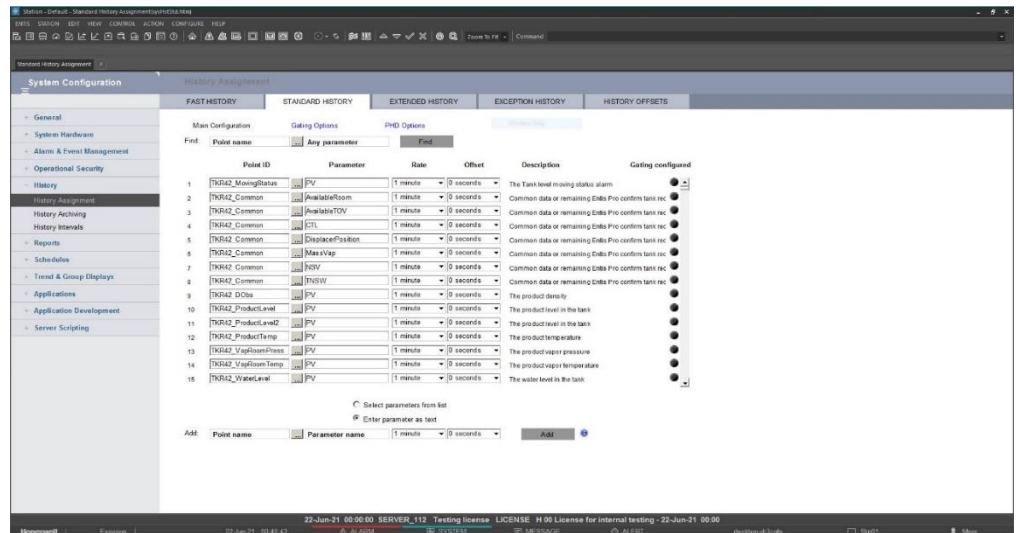 Station - Default - Standard History Assignment(sysHstStd.htm)
ENTIS STATION EDIT VIEW CONTROL ACTION CONFIGURE HELP
Zoom To Fit Command
Standard History Assignment
System Configuration
History Assignment
FAST HISTORY STANDARD HISTORY EXTENDED HISTORY EXCEPTION HISTORY HISTORY OFFSETS
General
System Hardware
Alarm & Event Management
Operational Security
History
History Assignment
History Archiving
History Intervals
Reports
Schedules
Trend & Group Displays
Applications
Application Development
Server Scripting
Main Configuration Gating Options PHD Options
Find: Point name ... Any parameter Find
Point ID Parameter Rate Offset Description Gating configured
1 TKR42_MovingStatus ... PV 1 minute 0 seconds The Tank level moving status alarm
2 TKR42_Common ... AvailableRoom 1 minute 0 seconds Common data or remaining Entis Pro confirm tank rec
3 TKR42_Common ... AvailableTOV 1 minute 0 seconds Common data or remaining Entis Pro confirm tank rec
4 TKR42_Common ... CTL 1 minute 0 seconds Common data or remaining Entis Pro confirm tank rec
5 TKR42_Common ... DisplacerPosition 1 minute 0 seconds Common data or remaining Entis Pro confirm tank rec
6 TKR42_Common ... MassVap 1 minute 0 seconds Common data or remaining Entis Pro confirm tank rec
7 TKR42_Common ... NSV 1 minute 0 seconds Common data or remaining Entis Pro confirm tank rec
8 TKR42_Common ... TNSW 1 minute 0 seconds Common data or remaining Entis Pro confirm tank rec
9 TKR42_DObs ... PV 1 minute 0 seconds The product density
10 TKR42_ProductLevel ... PV 1 minute 0 seconds The product level in the tank
11 TKR42_ProductLevel2 ... PV 1 minute 0 seconds The product level in the tank
12 TKR42_ProductTemp ... PV 1 minute 0 seconds The product temperature
13 TKR42_VapRoomPress ... PV 1 minute 0 seconds The product vapor pressure
14 TKR42_VapRoomTemp ... PV 1 minute 0 seconds The product vapor temperature
15 TKR42_WaterLevel ... PV 1 minute 0 seconds The water level in the tank
Select parameters from list
Enter parameter as text
Add: Point name ... Parameter name 1 minute 0 seconds Add
22-Jun-21 00:00:00 SERVER_112 Testing license LICENSE H 00 License for internal testing - 22-Jun-21 00:00
Honeywell Experion 22-Jun-21 ALARM SYSTEM MESSAGE ALERT Stn01